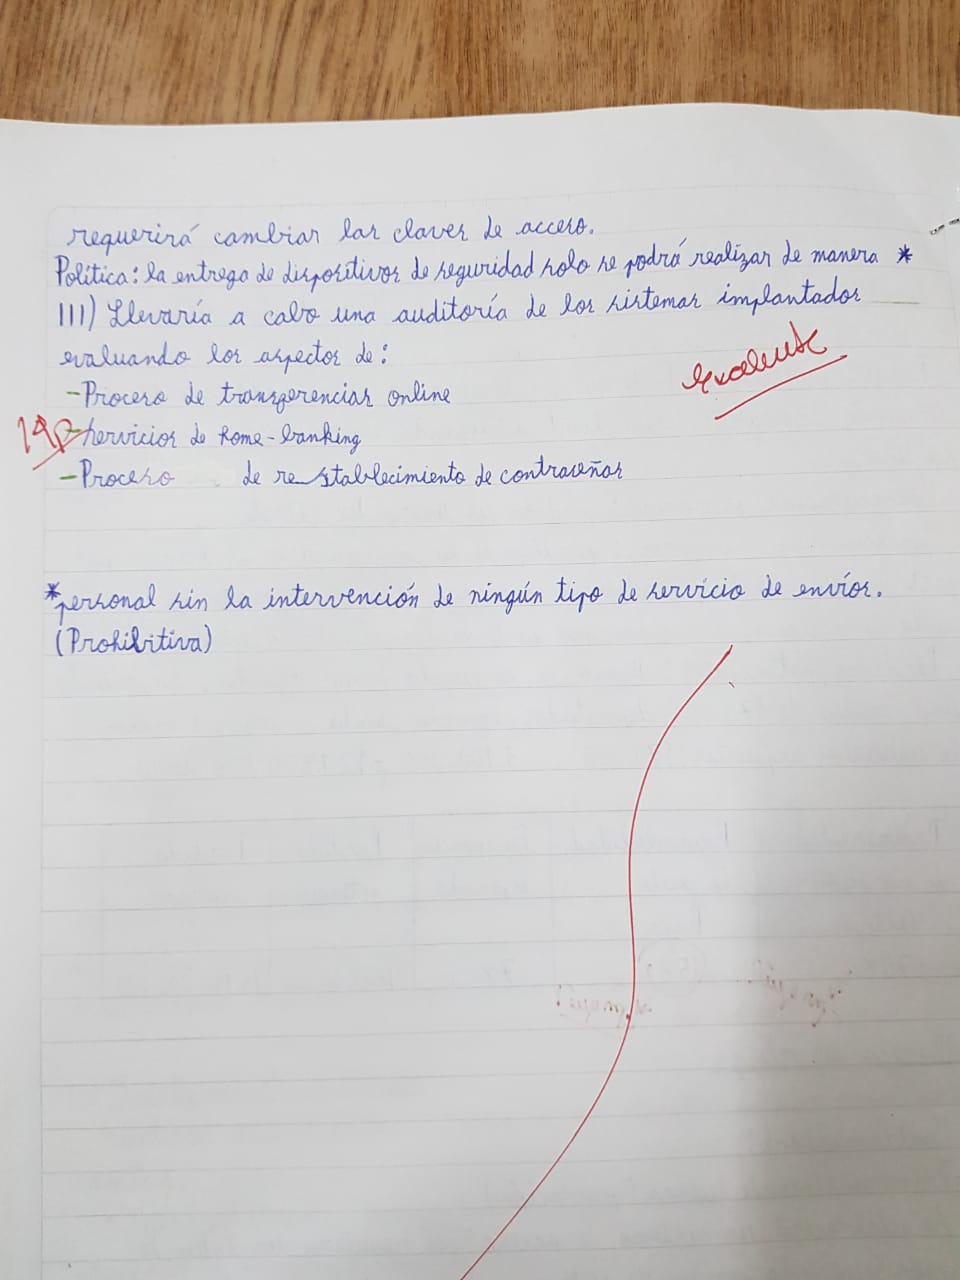 requerirá cambiar las claves de acceso.
Política: la entrega de dispositivos de seguridad solo se podrá realizar de manera *
III) Llevaría a cabo una auditoría de los sistemas implantados
evaluando los aspectos de:
excelente
-Proceso de transferencias online
-Servicios de home-banking
-Proceso de restablecimiento de contraseñas
*personal sin la intervención de ningún tipo de servicio de envíos.
(Prohibitiva)